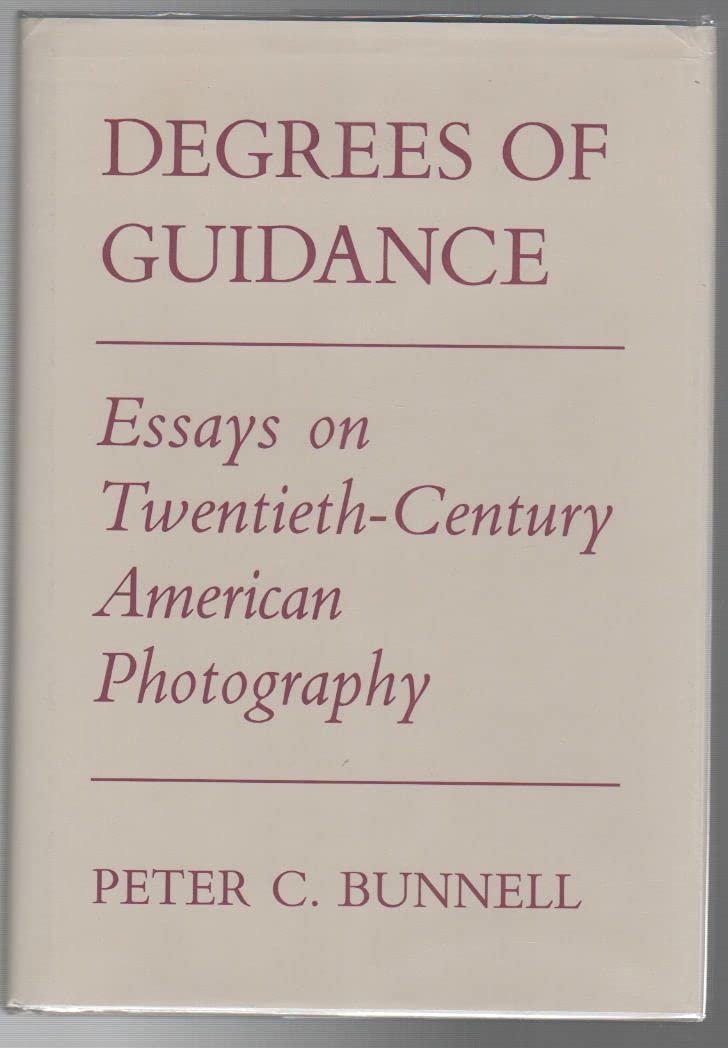 DEGREES OF
GUIDANCE
Essays on
Twentieth-Century
American
Photography
PETER C. BUNNELL